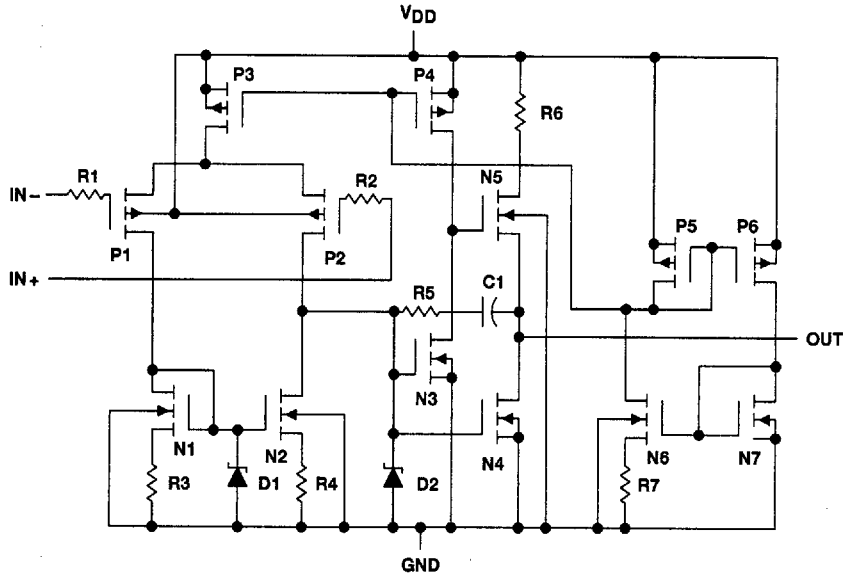 VDD
P3
P4
R6
R1
R2
N5
IN−
P5
P6
P1
P2
IN+
R5
C1
OUT
N3
N1
N2
N4
N6
N7
R3
D1
R4
D2
R7
GND